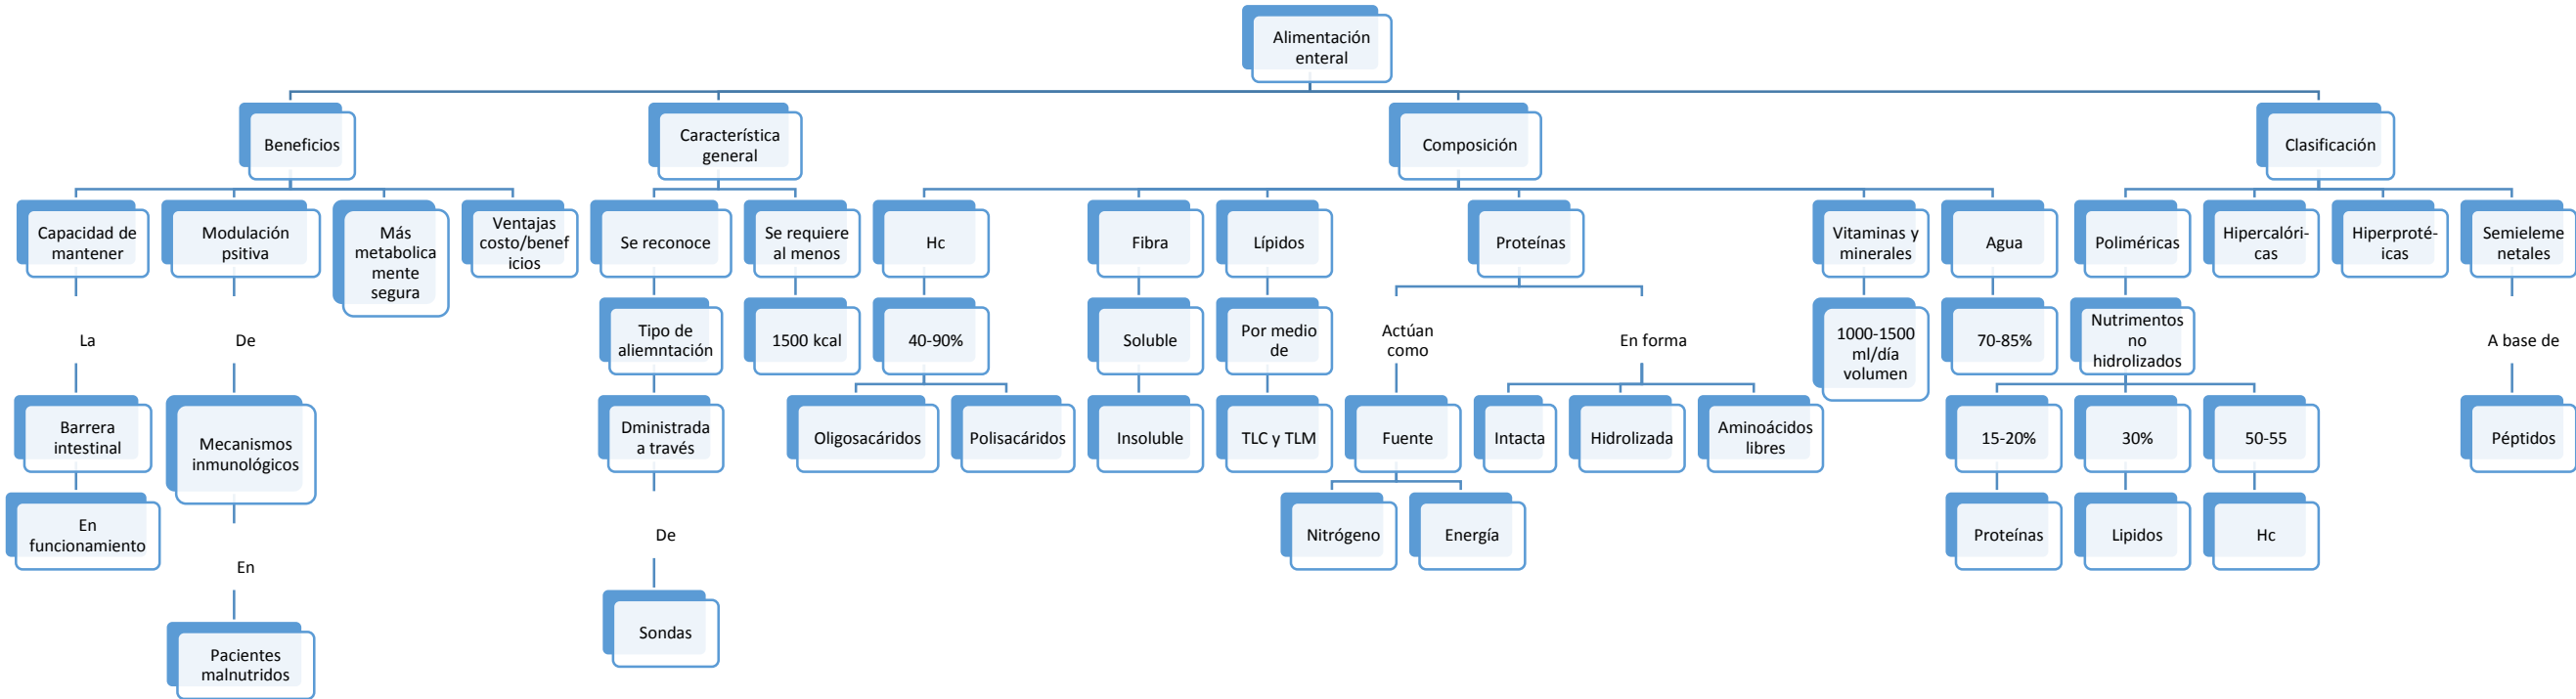 Alimentación
enteral
Beneficios
Característica
general
Composición
Clasificación
Capacidad de
mantener
Modulación
psitiva
Más
metabolica
mente
segura
Ventajas
costo/benef
icios
Se reconoce
Se requiere
al menos
Hc
Fibra
Lípidos
Proteínas
Vitaminas y
minerales
Agua
Poliméricas
Hipercalóri-
cas
Hiperproté-
icas
Semieleme
netales
La
De
Tipo de
aliemntación
1500 kcal
40-90%
Soluble
Por medio
de
Actúan
como
En forma
1000-1500
ml/día
volumen
70-85%
Nutrimentos
no
hidrolizados
A base de
Barrera
intestinal
Mecanismos
inmunológicos
Dministrada
a través
Oligosacáridos
Polisacáridos
Insoluble
TLC y TLM
Fuente
Intacta
Hidrolizada
Aminoácidos
libres
15-20%
30%
50-55
Péptidos
En
funcionamiento
En
De
Nitrógeno
Energía
Proteínas
Lipidos
Hc
Pacientes
malnutridos
Sondas